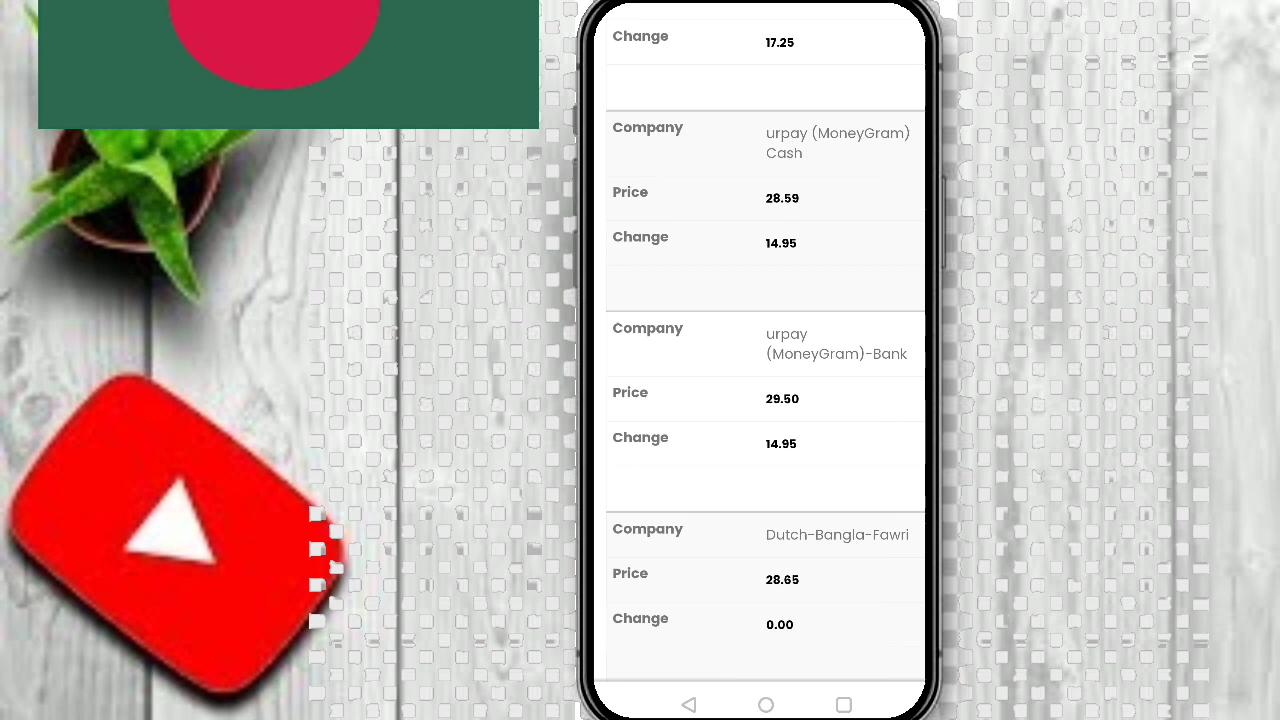 Change 17.25
Company urpay (MoneyGram)
Cash
Price 28.59
Change 14.95
Company urpay
(MoneyGram)-Bank
Price 29.50
Change 14.95
Company Dutch-Bangla-Fawri
Price 28.65
Change 0.00